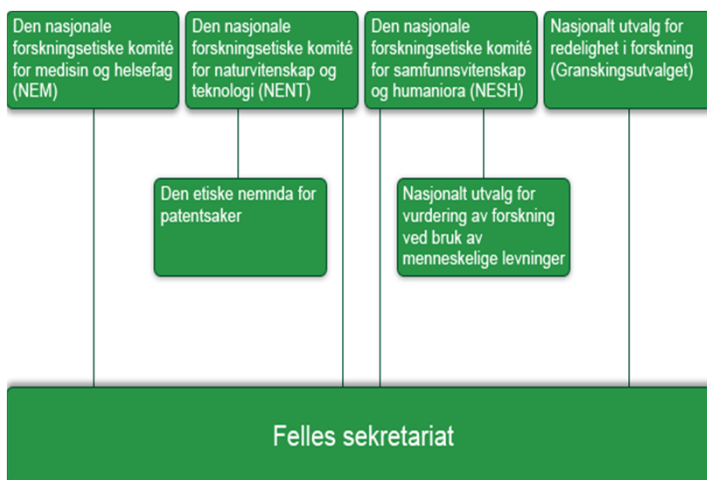 Den nasjonale
forskningsetiske komité
for medisin og helsefag
(NEM)
Den nasjonale
forskningsetiske komité
for naturvitenskap og
teknologi (NENT)
Den nasjonale
forskningsetiske komité
for samfunnsvitenskap
og humaniora (NESH)
Nasjonalt utvalg for
redelighet i forskning
(Granskingsutvalget)
Den etiske nemnda for
patentsaker
Nasjonalt utvalg for
vurdering av forskning
ved bruk av
menneskelige levninger
Felles sekretariat